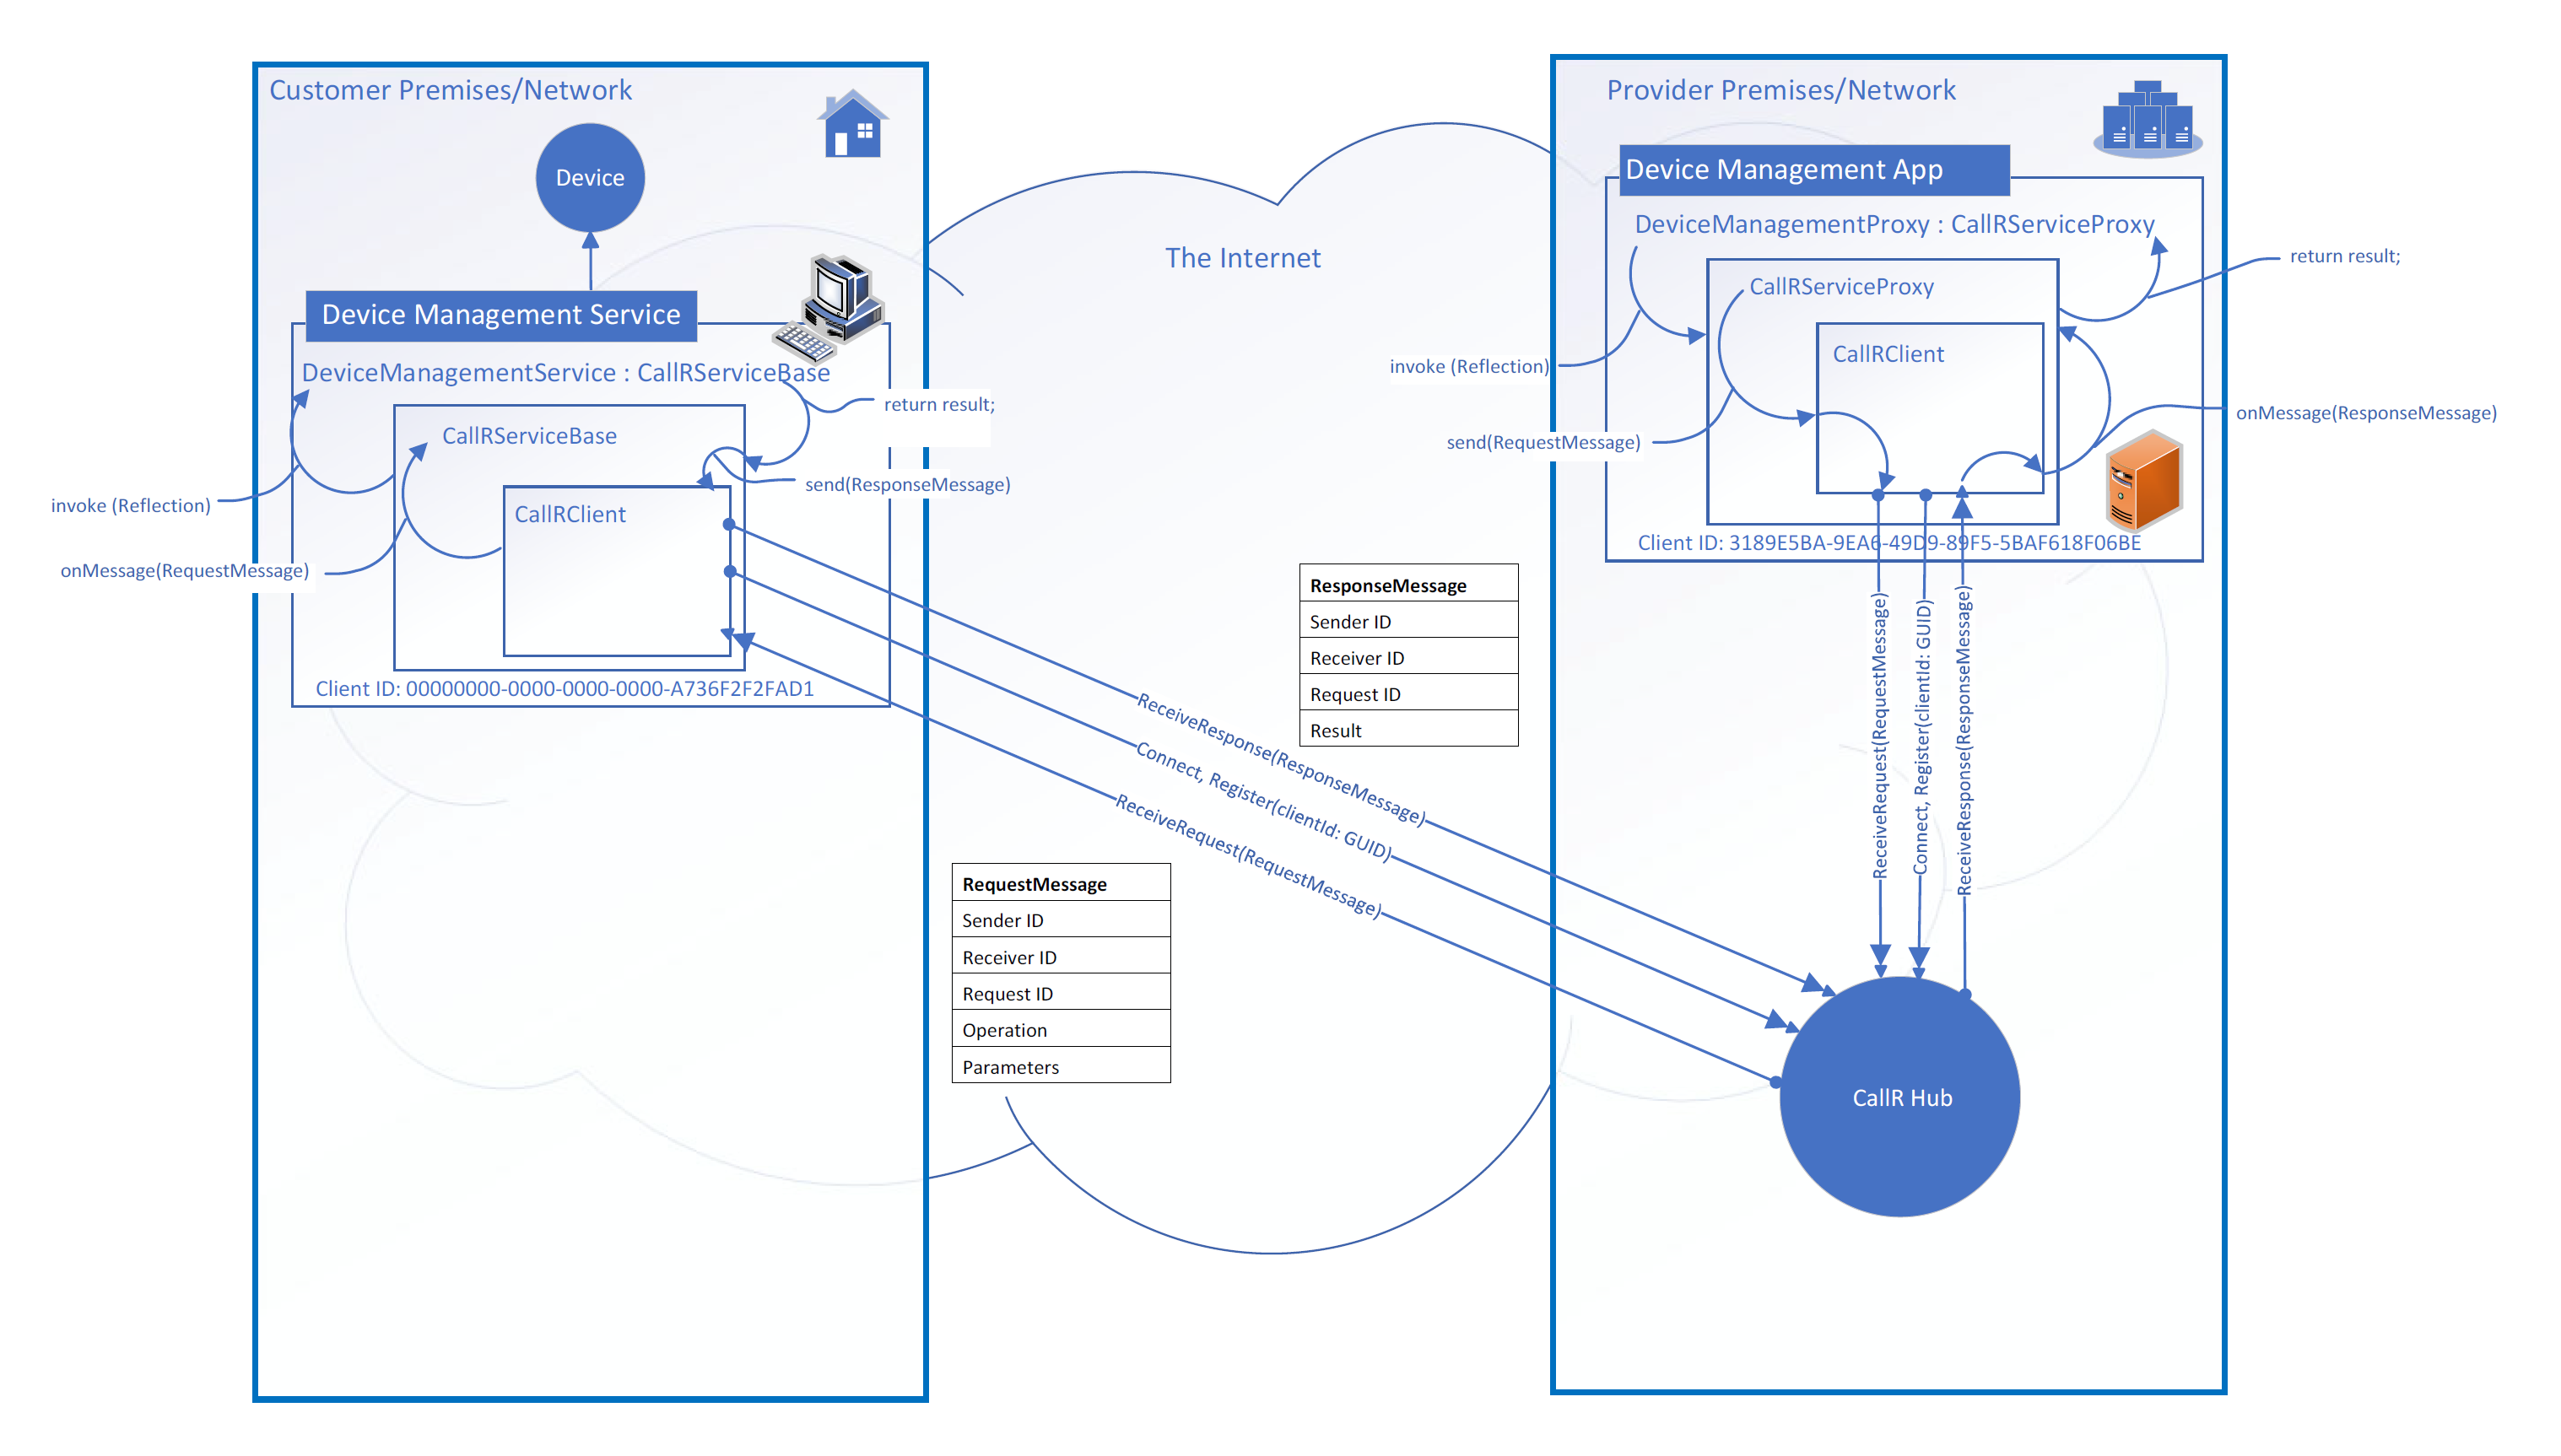 Customer Premises/Network
Device
Device Management Service
DeviceManagementService : CallRServiceBase
return result;
CallRServiceBase
send(ResponseMessage)
invoke (Reflection)
CallRClient
onMessage(RequestMessage)
Client ID: 00000000-0000-0000-0000-A736F2F2FAD1
The Internet
ResponseMessage
Sender ID
Receiver ID
Request ID
Result
ReceiveResponse(ResponseMessage)
Connect, Register(clientId: GUID)
ReceiveRequest(RequestMessage)
RequestMessage
Sender ID
Receiver ID
Request ID
Operation
Parameters
Provider Premises/Network
Device Management App
DeviceManagementProxy : CallRServiceProxy
return result;
CallRServiceProxy
CallRClient
invoke (Reflection)
onMessage(ResponseMessage)
send(RequestMessage)
Client ID: 3189E5BA-9EA6-49D9-89F5-5BAF618F06BE
ReceiveRequest(RequestMessage)
Connect, Register(clientId: GUID)
ReceiveResponse(ResponseMessage)
CallR Hub